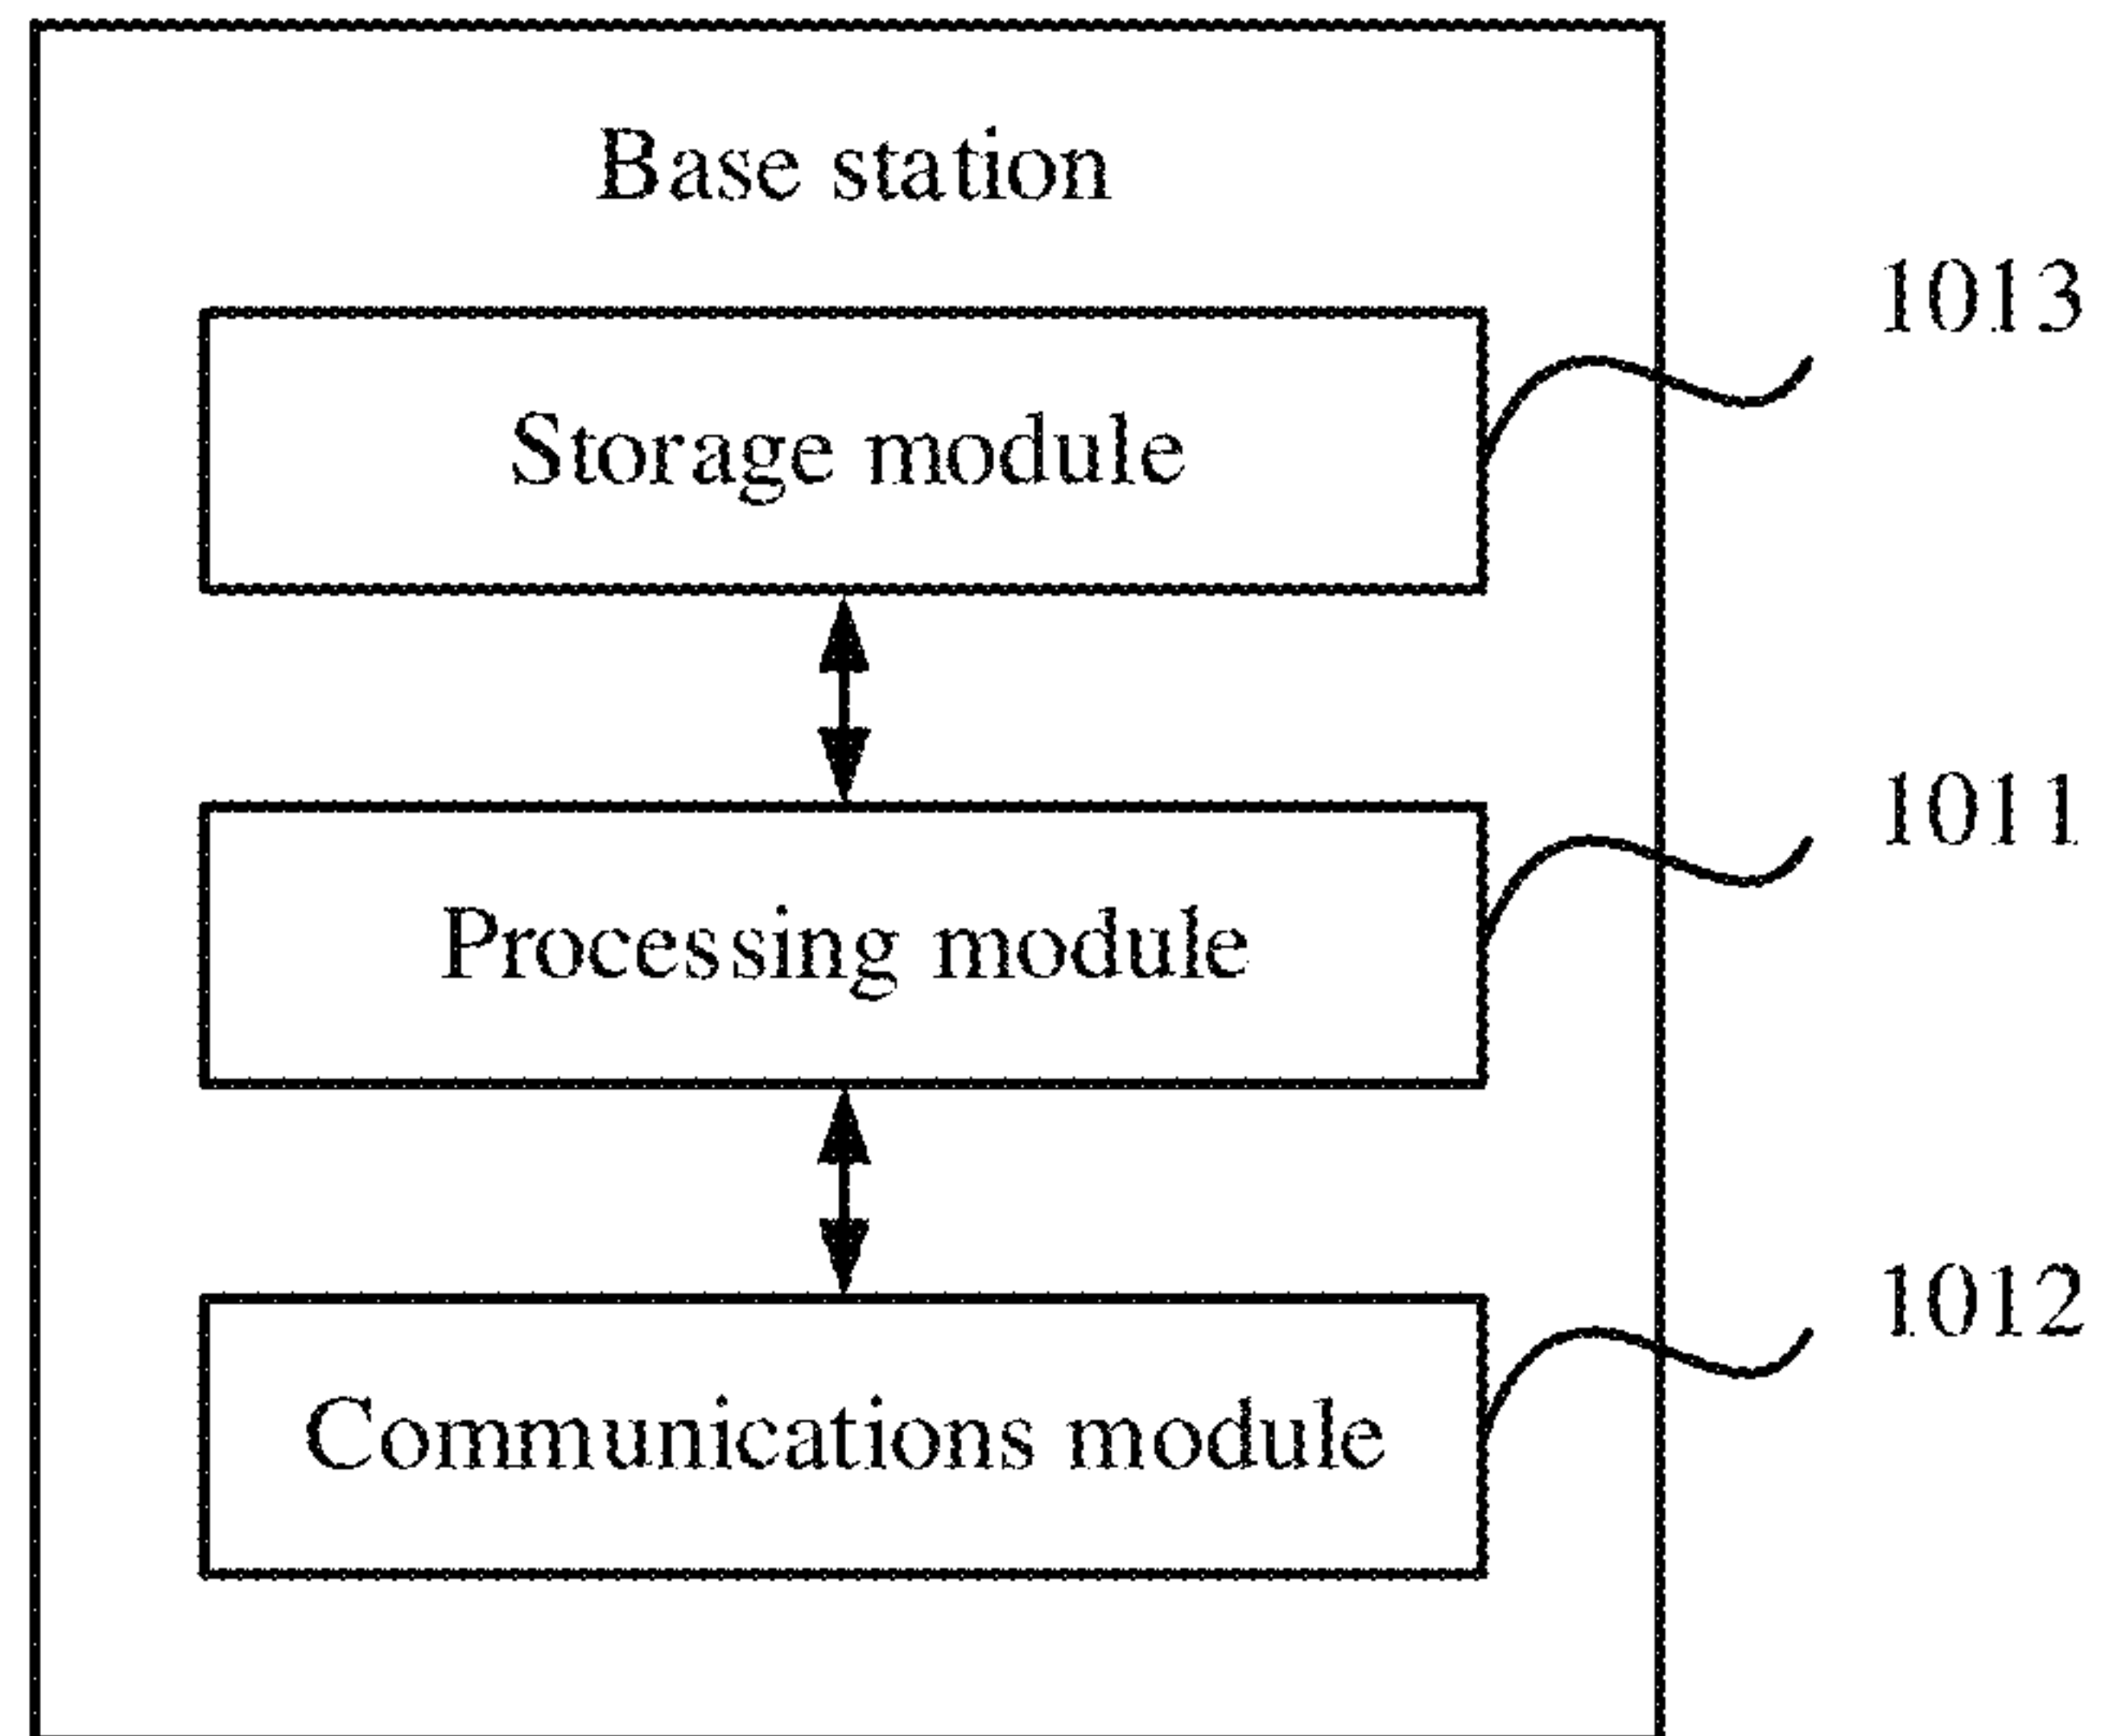 Base station
1013
Storage module
1011
Processing module
1012
Communications module